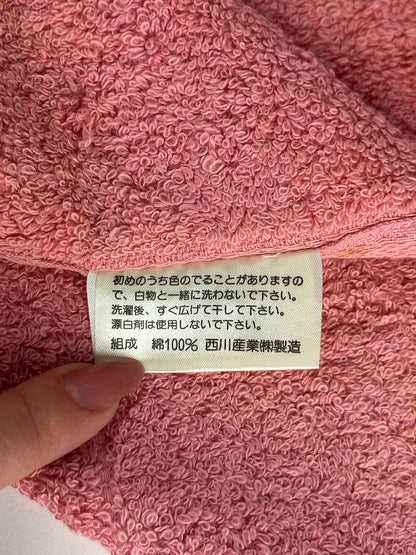 初めのうち色のでることがありますの
で、白物と一緒に洗わないで下さい。
洗濯後、すぐ広げて干して下さい。
漂白剤は使用しないで下さい。
組成 綿100% 西川産業㈱製造